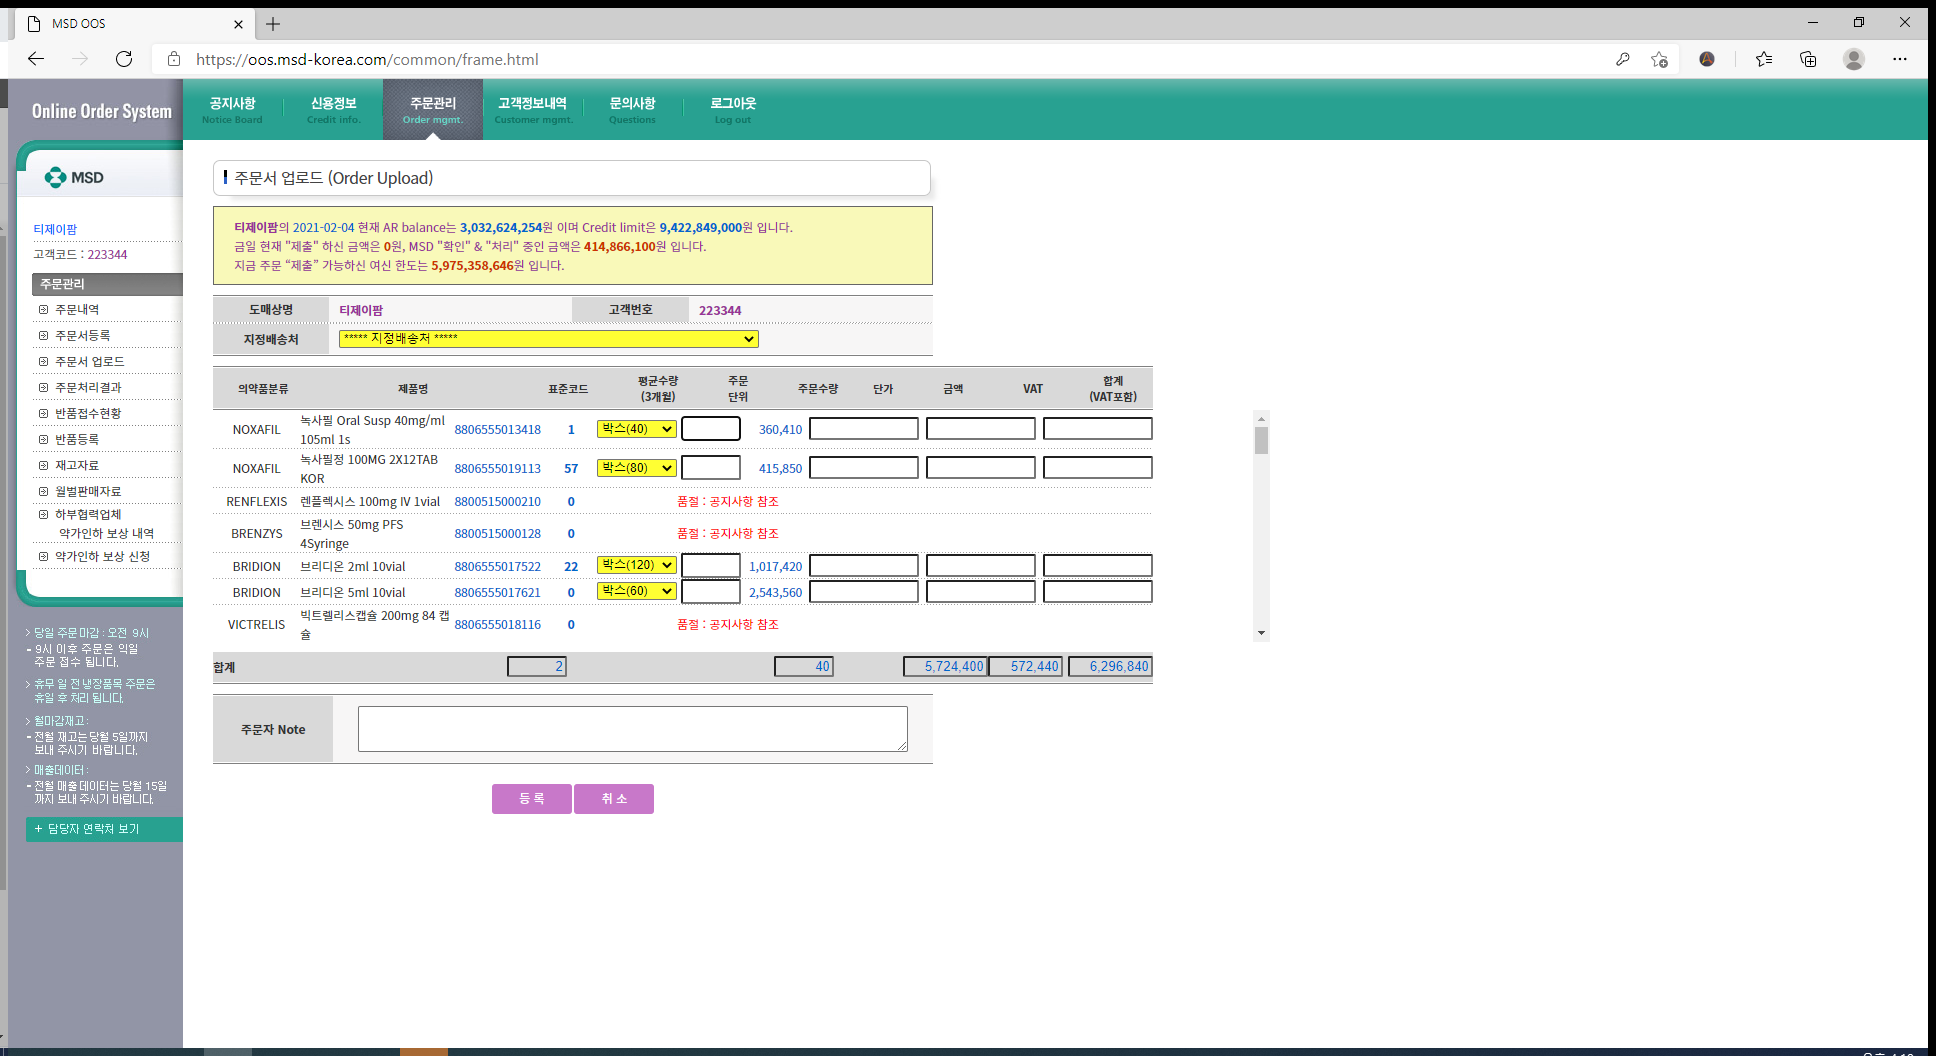 MSD OOS
https://oos.msd-korea.com/common/frame.html
Online Order System
공지사항 신용정보 주문관리 고객정보내역 문의사항 로그아웃
Notice Board Credit info. Order mgmt. Customer mgmt. Questions Log out
MSD
티제이팜
고객코드 : 223344
주문관리
주문내역
주문서등록
주문서 업로드
주문처리결과
반품접수현황
반품등록
재고자료
월별판매자료
하부협력업체
약가인하 보상 내역
약가인하 보상 신청
> 당일 주문마감 : 오전 9시
- 9시 이후 주문은 익일
주문 접수 됩니다.
> 휴무 일 전 냉장품목 주문은
휴일 후 처리 됩니다.
> 월마감재고 :
- 전월 재고는 당월 5일까지
보내 주시기 바랍니다.
> 매출데이터 :
- 전월 매출데이터는 당월 15일
까지 보내 주시기 바랍니다.
+ 담당자 연락처 보기
주문서 업로드 (Order Upload)
티제이팜의 2021-02-04 현재 AR balance는 3,032,624,254원 이며 Credit limit은 9,422,849,000원 입니다.
금일 현재 "제출" 하신 금액은 0원, MSD "확인" & "처리" 중인 금액은 414,866,100원 입니다.
지금 주문 “제출” 가능하신 여신 한도는 5,975,358,646원 입니다.
도매상명 티제이팜 고객번호 223344
지정배송처 ***** 지정배송처 *****
의약품분류 제품명 표준코드 평균수량 (3개월) 주문 단위 주문수량 단가 금액 VAT 합계 (VAT포함)
NOXAFIL 녹사필 Oral Susp 40mg/ml 105ml 1s 8806555013418 1 박스(40) 360,410
NOXAFIL 녹사필정 100MG 2X12TAB KOR 8806555019113 57 박스(80) 415,850
RENFLEXIS 렌플렉시스 100mg IV 1vial 8800515000210 0 품절 : 공지사항 참조
BRENZYS 브렌시스 50mg PFS 4Syringe 8800515000128 0 품절 : 공지사항 참조
BRIDION 브리디온 2ml 10vial 8806555017522 22 박스(120) 1,017,420
BRIDION 브리디온 5ml 10vial 8806555017621 0 박스(60) 2,543,560
VICTRELIS 빅트렐리스캡슐 200mg 84 캡슐 8806555018116 0 품절 : 공지사항 참조
합계 2 40 5,724,400 572,440 6,296,840
주문자 Note
등 록 취 소